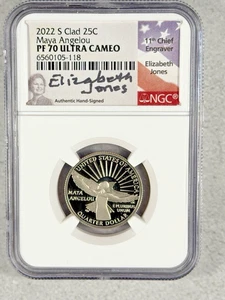 2022 S Clad 25C
Maya Angelou
PF 70 ULTRA CAMEO
6560105-118
Elizabeth
Jones
Authentic Hand-Signed
11th Chief
Engraver
Elizabeth
Jones
NGC
UNITED STATES OF AMERICA
MAYA
ANGELOU
E PLURIBUS
UNUM
QUARTER DOLLAR